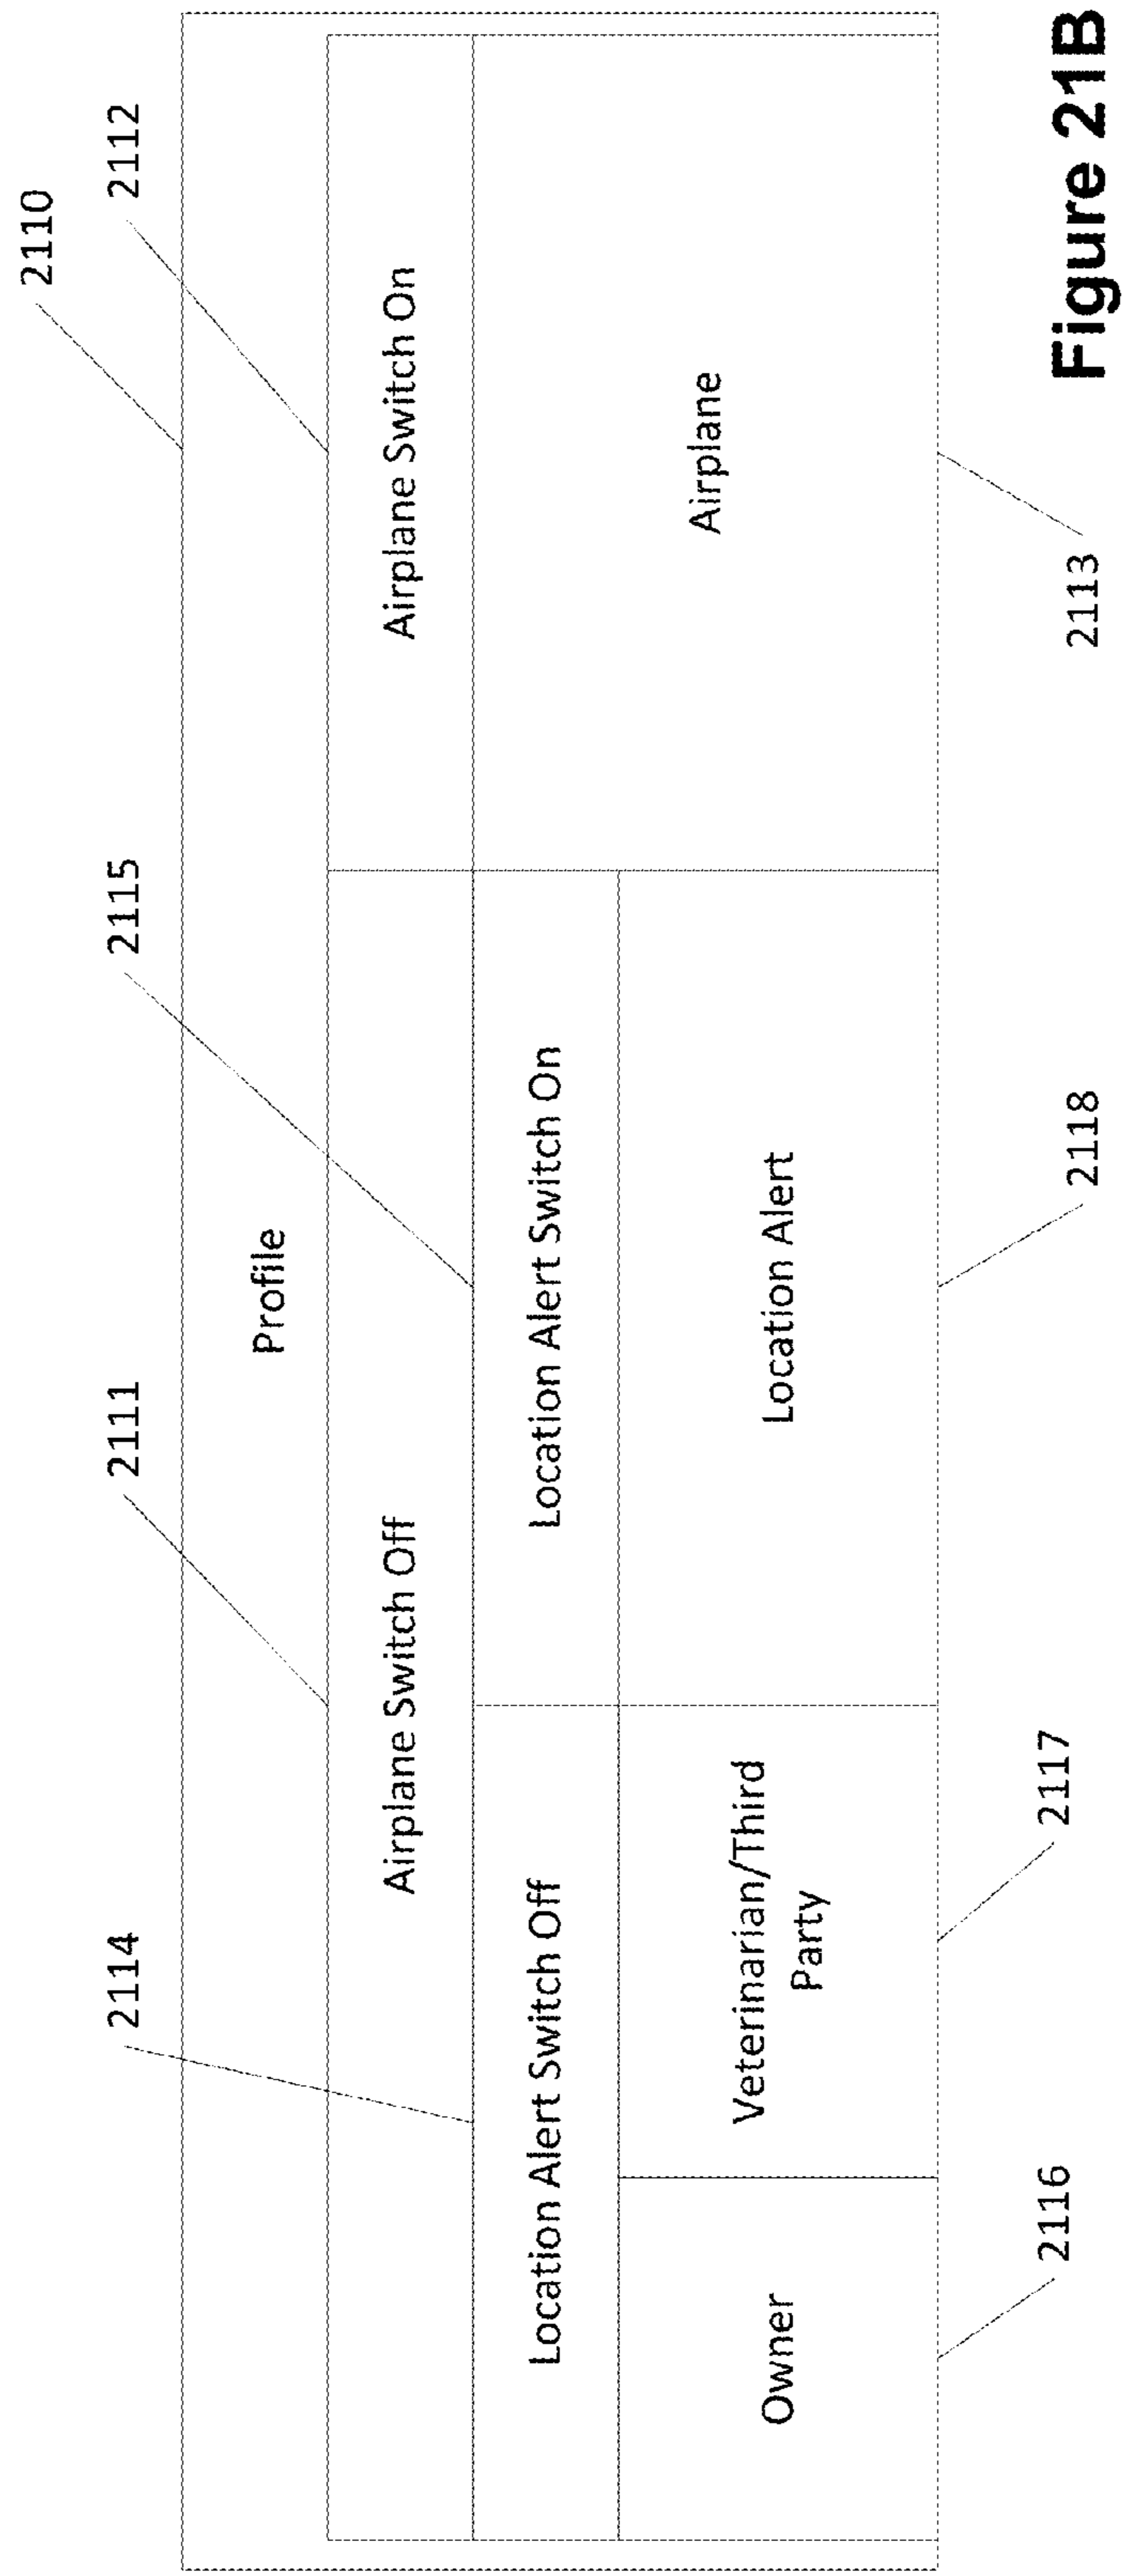 2110
2114
2111
2115
2112
Profile
Airplane Switch Off
Airplane Switch On
Location Alert Switch Off
Location Alert Switch On
Owner
Veterinarian/Third
Party
Location Alert
Airplane
2116
2117
2118
2113
Figure 21B